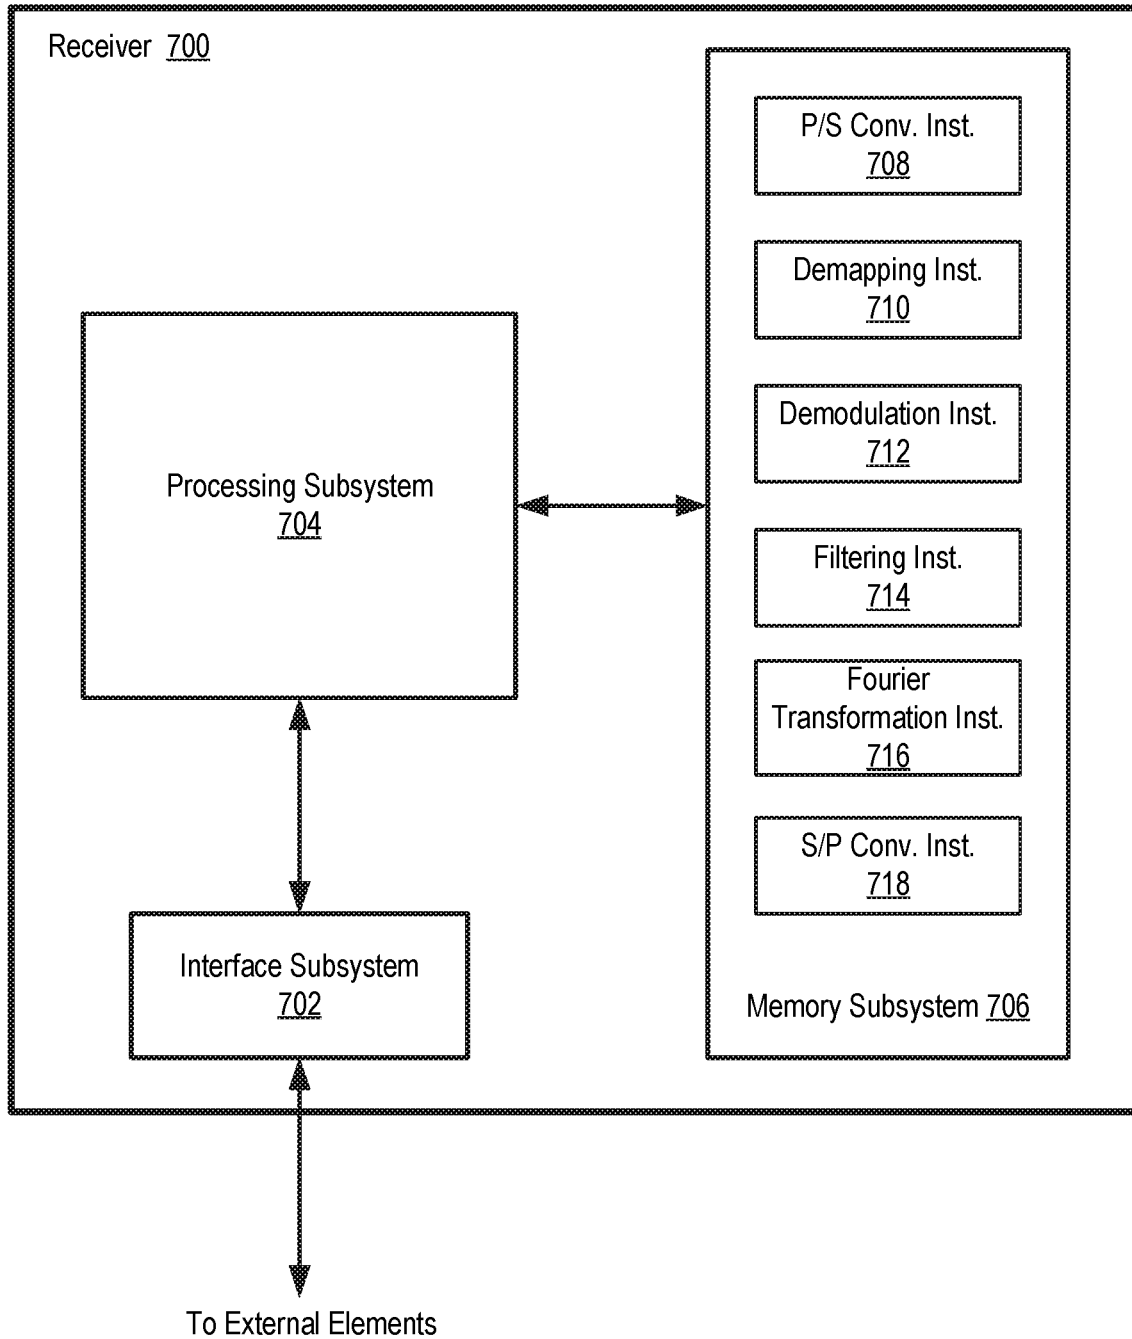 Receiver 700
P/S Conv. Inst.
708
Demapping Inst.
710
Demodulation Inst.
712
Filtering Inst.
714
Fourier
Transformation Inst.
716
S/P Conv. Inst.
718
Memory Subsystem 706
Processing Subsystem
704
Interface Subsystem
702
To External Elements